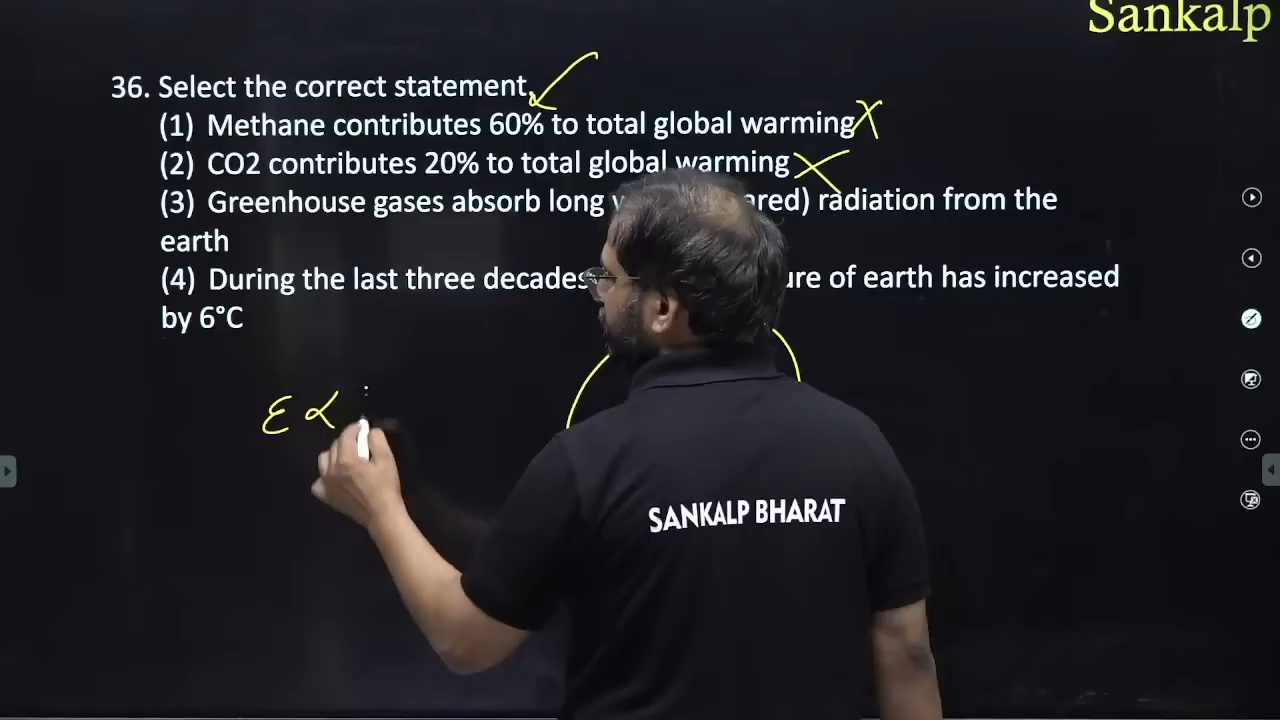 Sankalp
36. Select the correct statement.
(1) Methane contributes 60% to total global warming
(2) CO2 contributes 20% to total global warming
(3) Greenhouse gases absorb long radiation from the
earth
(4) During the last three decades of earth has increased
by 6°C
ε ∝
SANKALP BHARAT